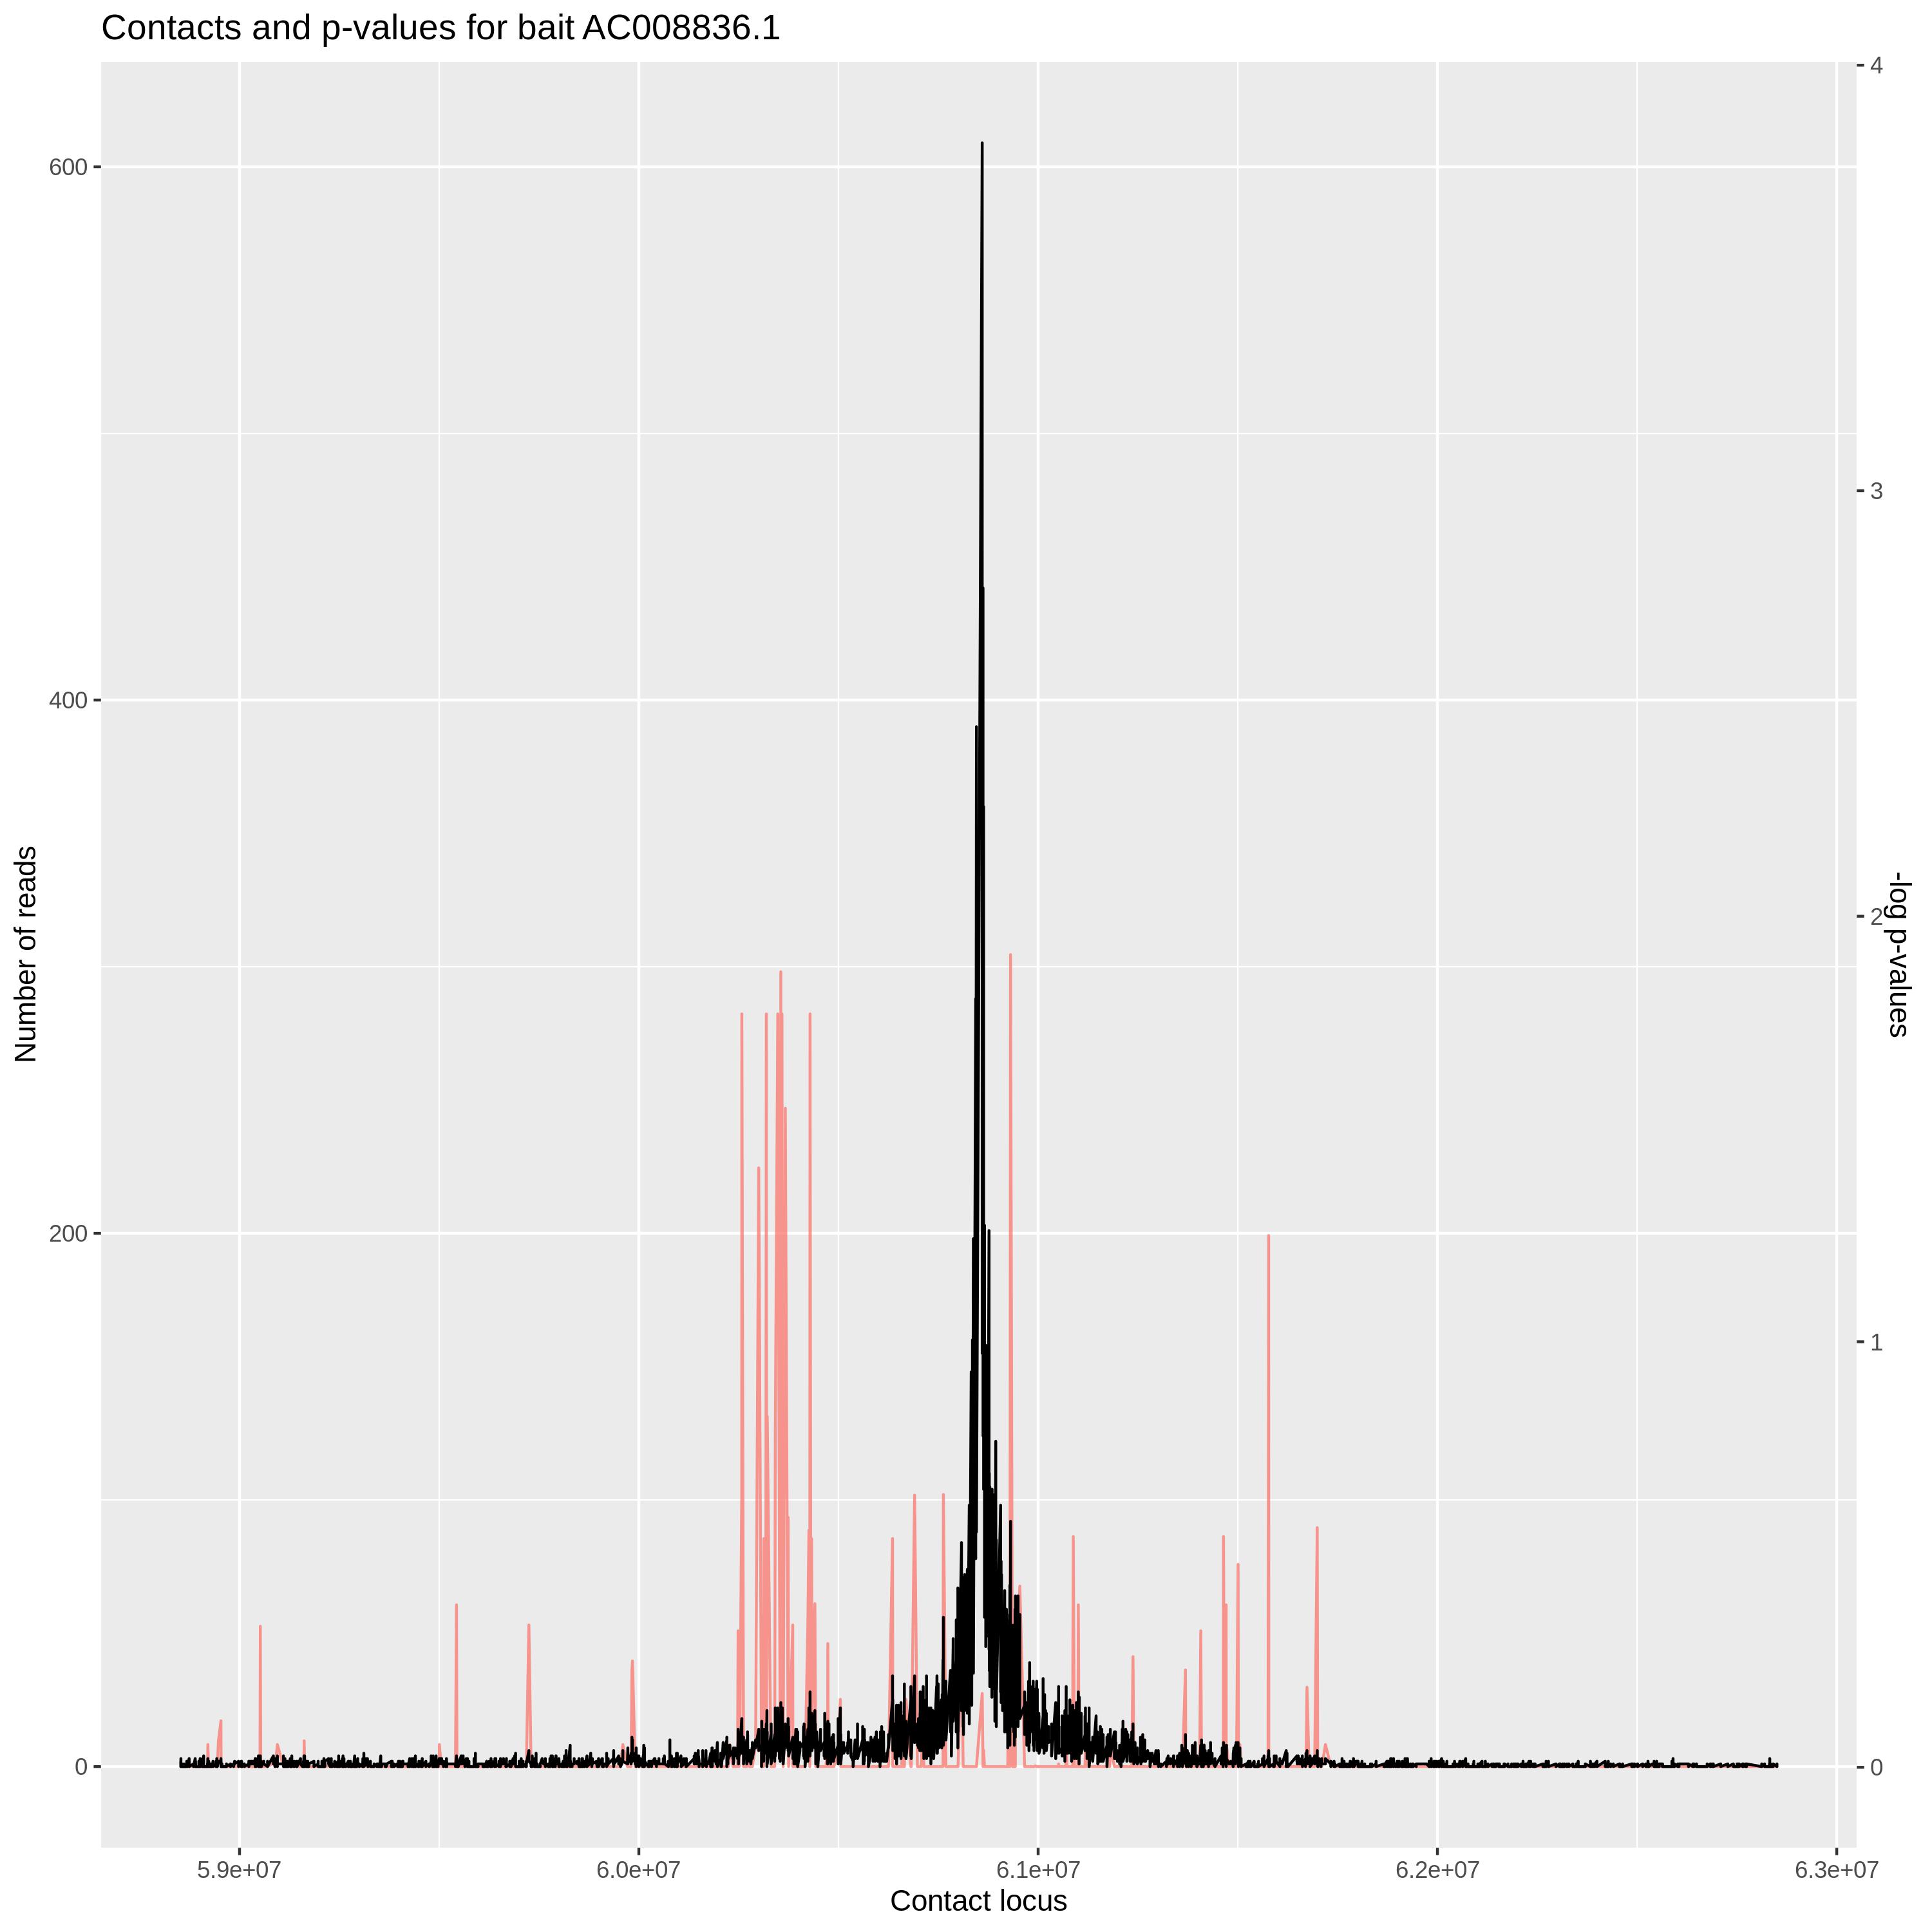 Contacts and p-values for bait AC008836.1
600
400
200
0
Number of reads
4
3
2
1
0
-log p-values
5.9e+07
6.0e+07
6.1e+07
6.2e+07
6.3e+07
Contact locus